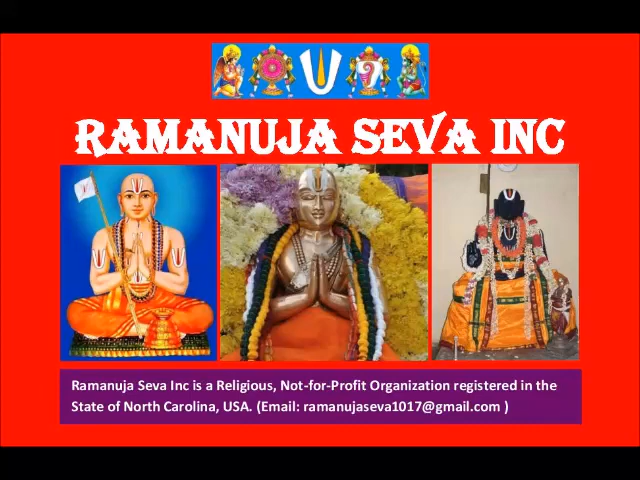 RAMANUJA SEVA INC
Ramanuja Seva Inc is a Religious, Not-for-Profit Organization registered in the
State of North Carolina, USA. (Email: ramanujaseva1017@gmail.com )